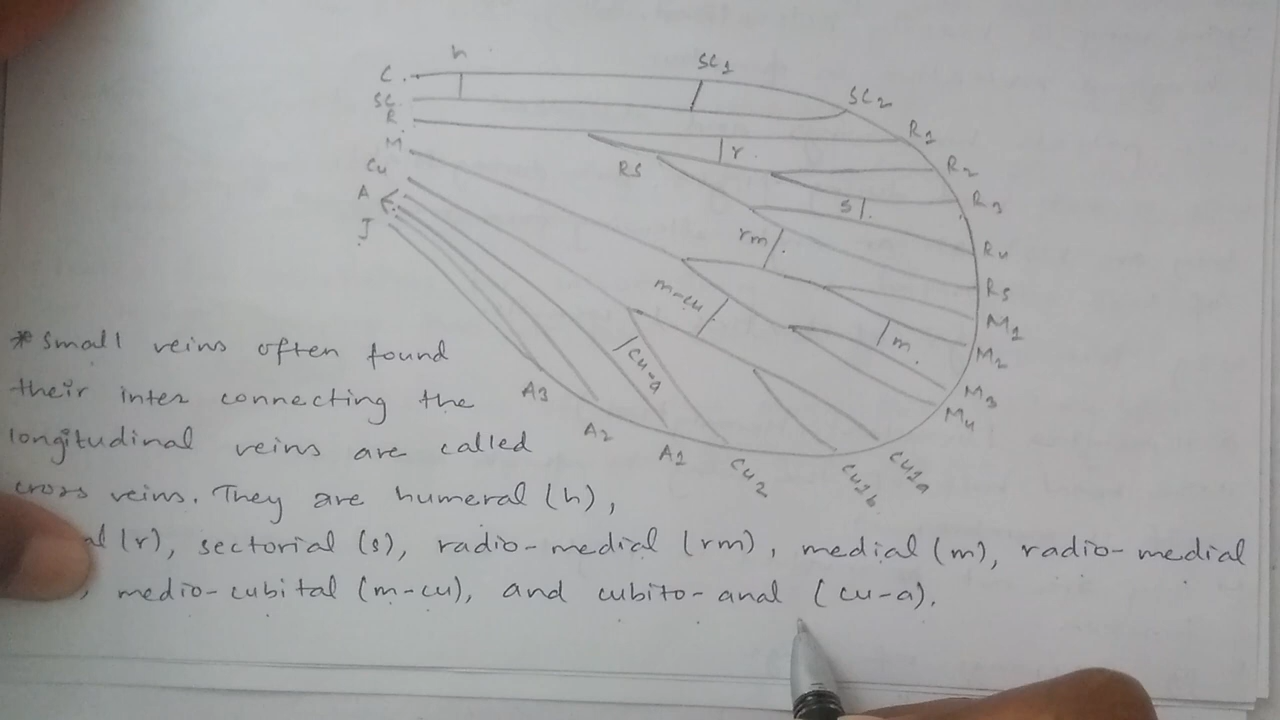 h
C.
SC
R
M
Cu
A
J
SC1
SC2
R1
R2
R3
R4
R5
M1
M2
M3
M4
Cu1a
Cu1b
Cu2
A1
A2
A3
RS
r
s
rm
m-cu
m
cu-a
* Small veins often found
their inter connecting the
longitudinal veins are called
cross veins. They are humeral (h),
(r), sectorial (s), radio-medial (rm), medial (m), radio-medial
, medio-cubital (m-cu), and cubito-anal (cu-a).